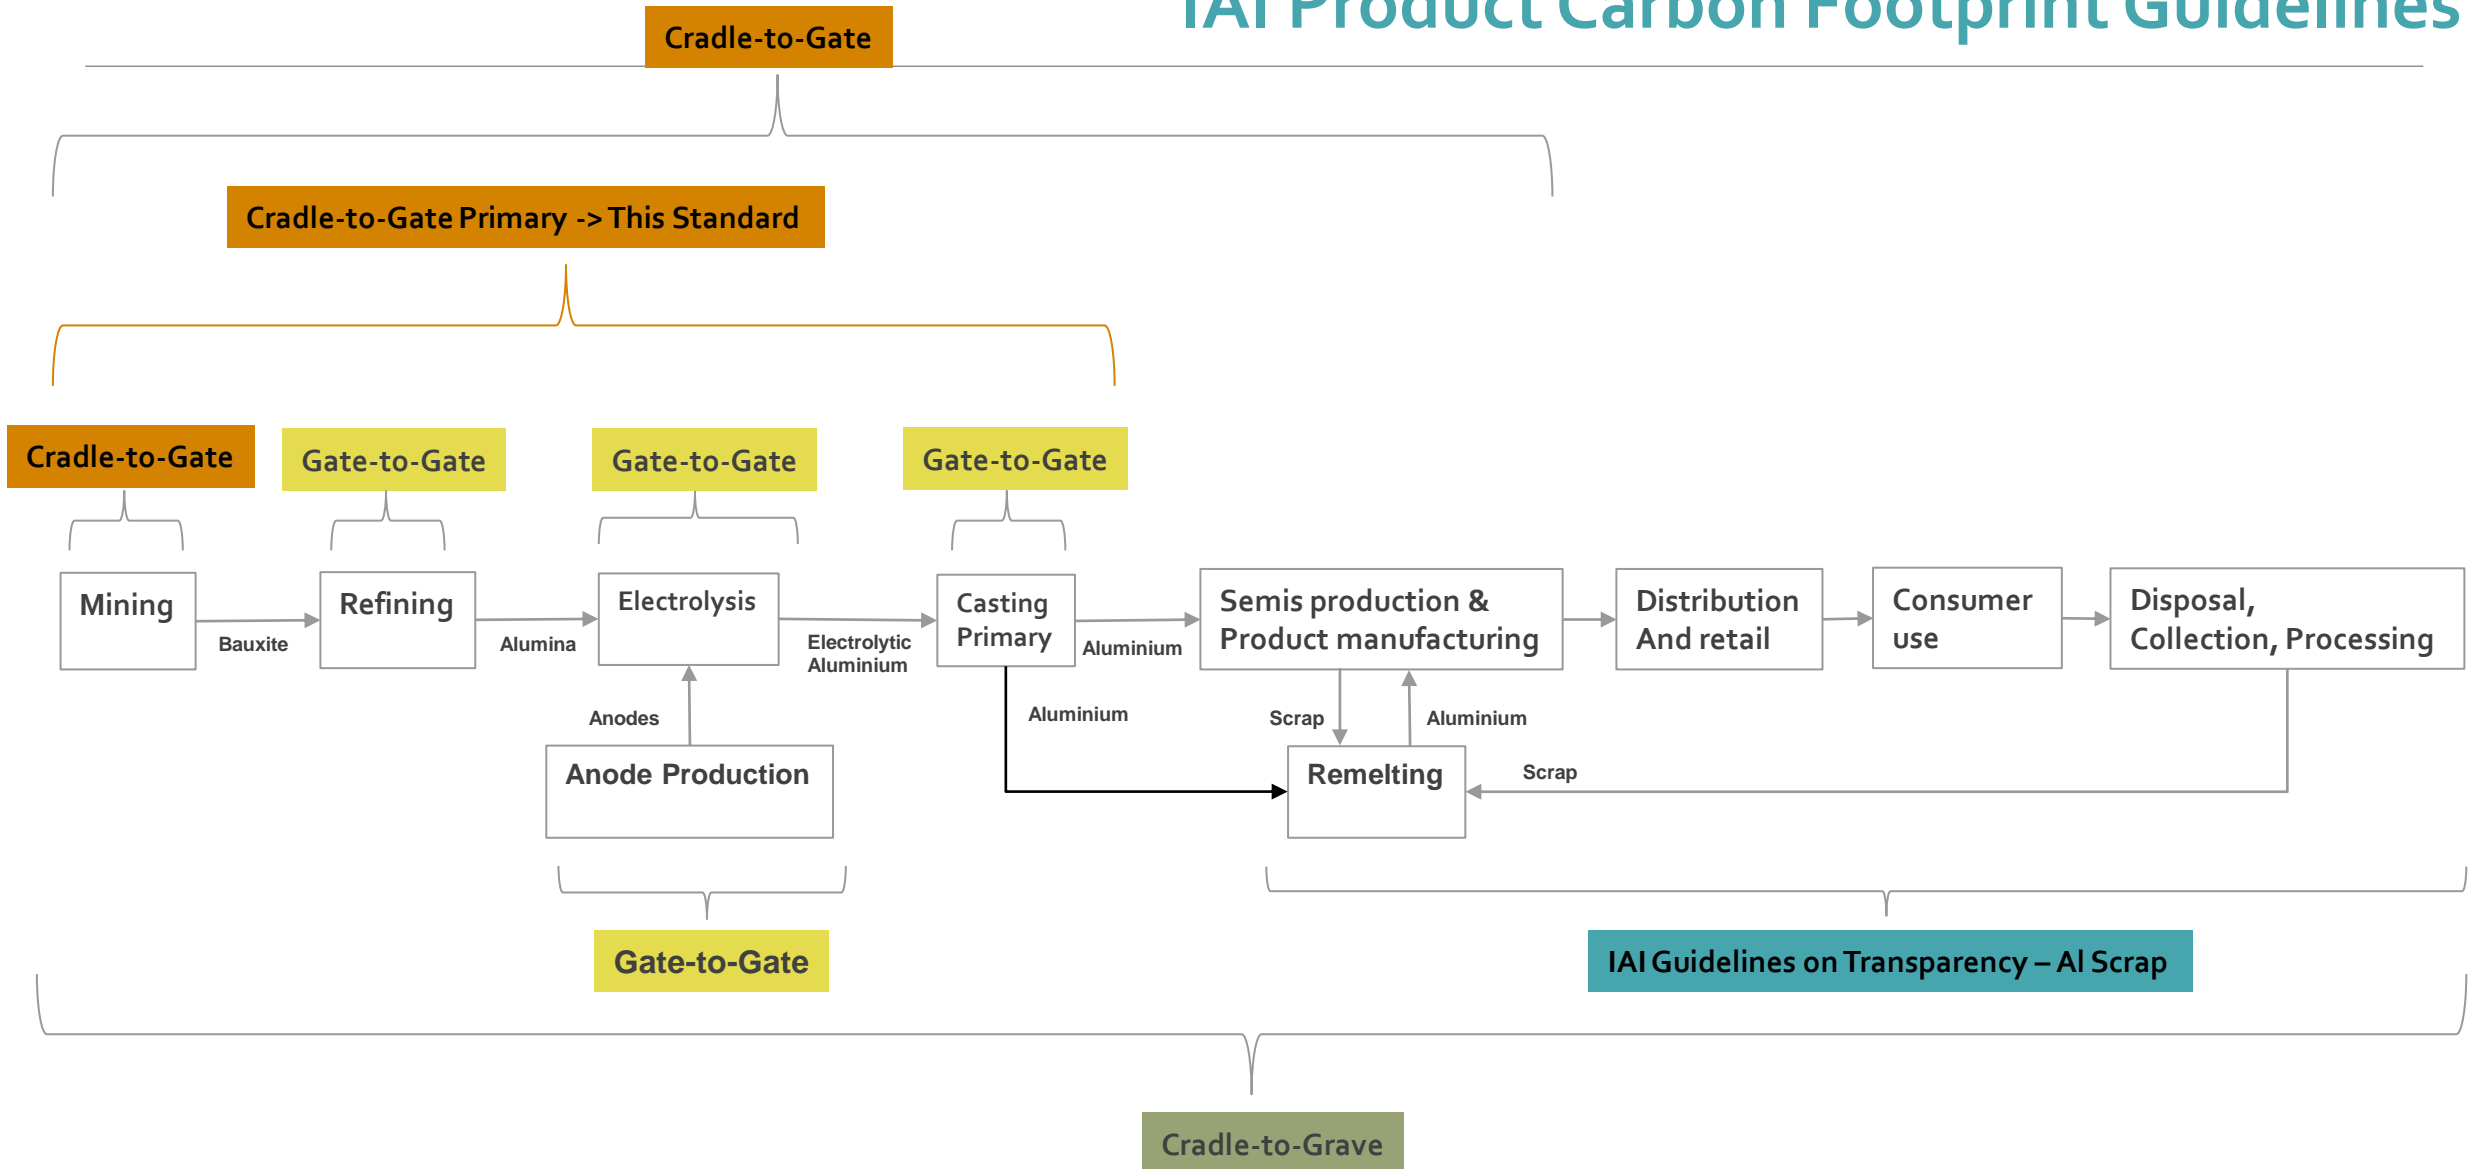 IAI Product Carbon Footprint Guidelines
Cradle-to-Gate
Cradle-to-Gate Primary -> This Standard
Cradle-to-Gate
Gate-to-Gate
Gate-to-Gate
Gate-to-Gate
Mining
Bauxite
Refining
Alumina
Electrolysis
Electrolytic
Aluminium
Casting
Primary
Aluminium
Semis production &
Product manufacturing
Distribution
And retail
Consumer
use
Disposal,
Collection, Processing
Anodes
Aluminium
Scrap
Aluminium
Anode Production
Remelting
Scrap
Gate-to-Gate
IAI Guidelines on Transparency – Al Scrap
Cradle-to-Grave